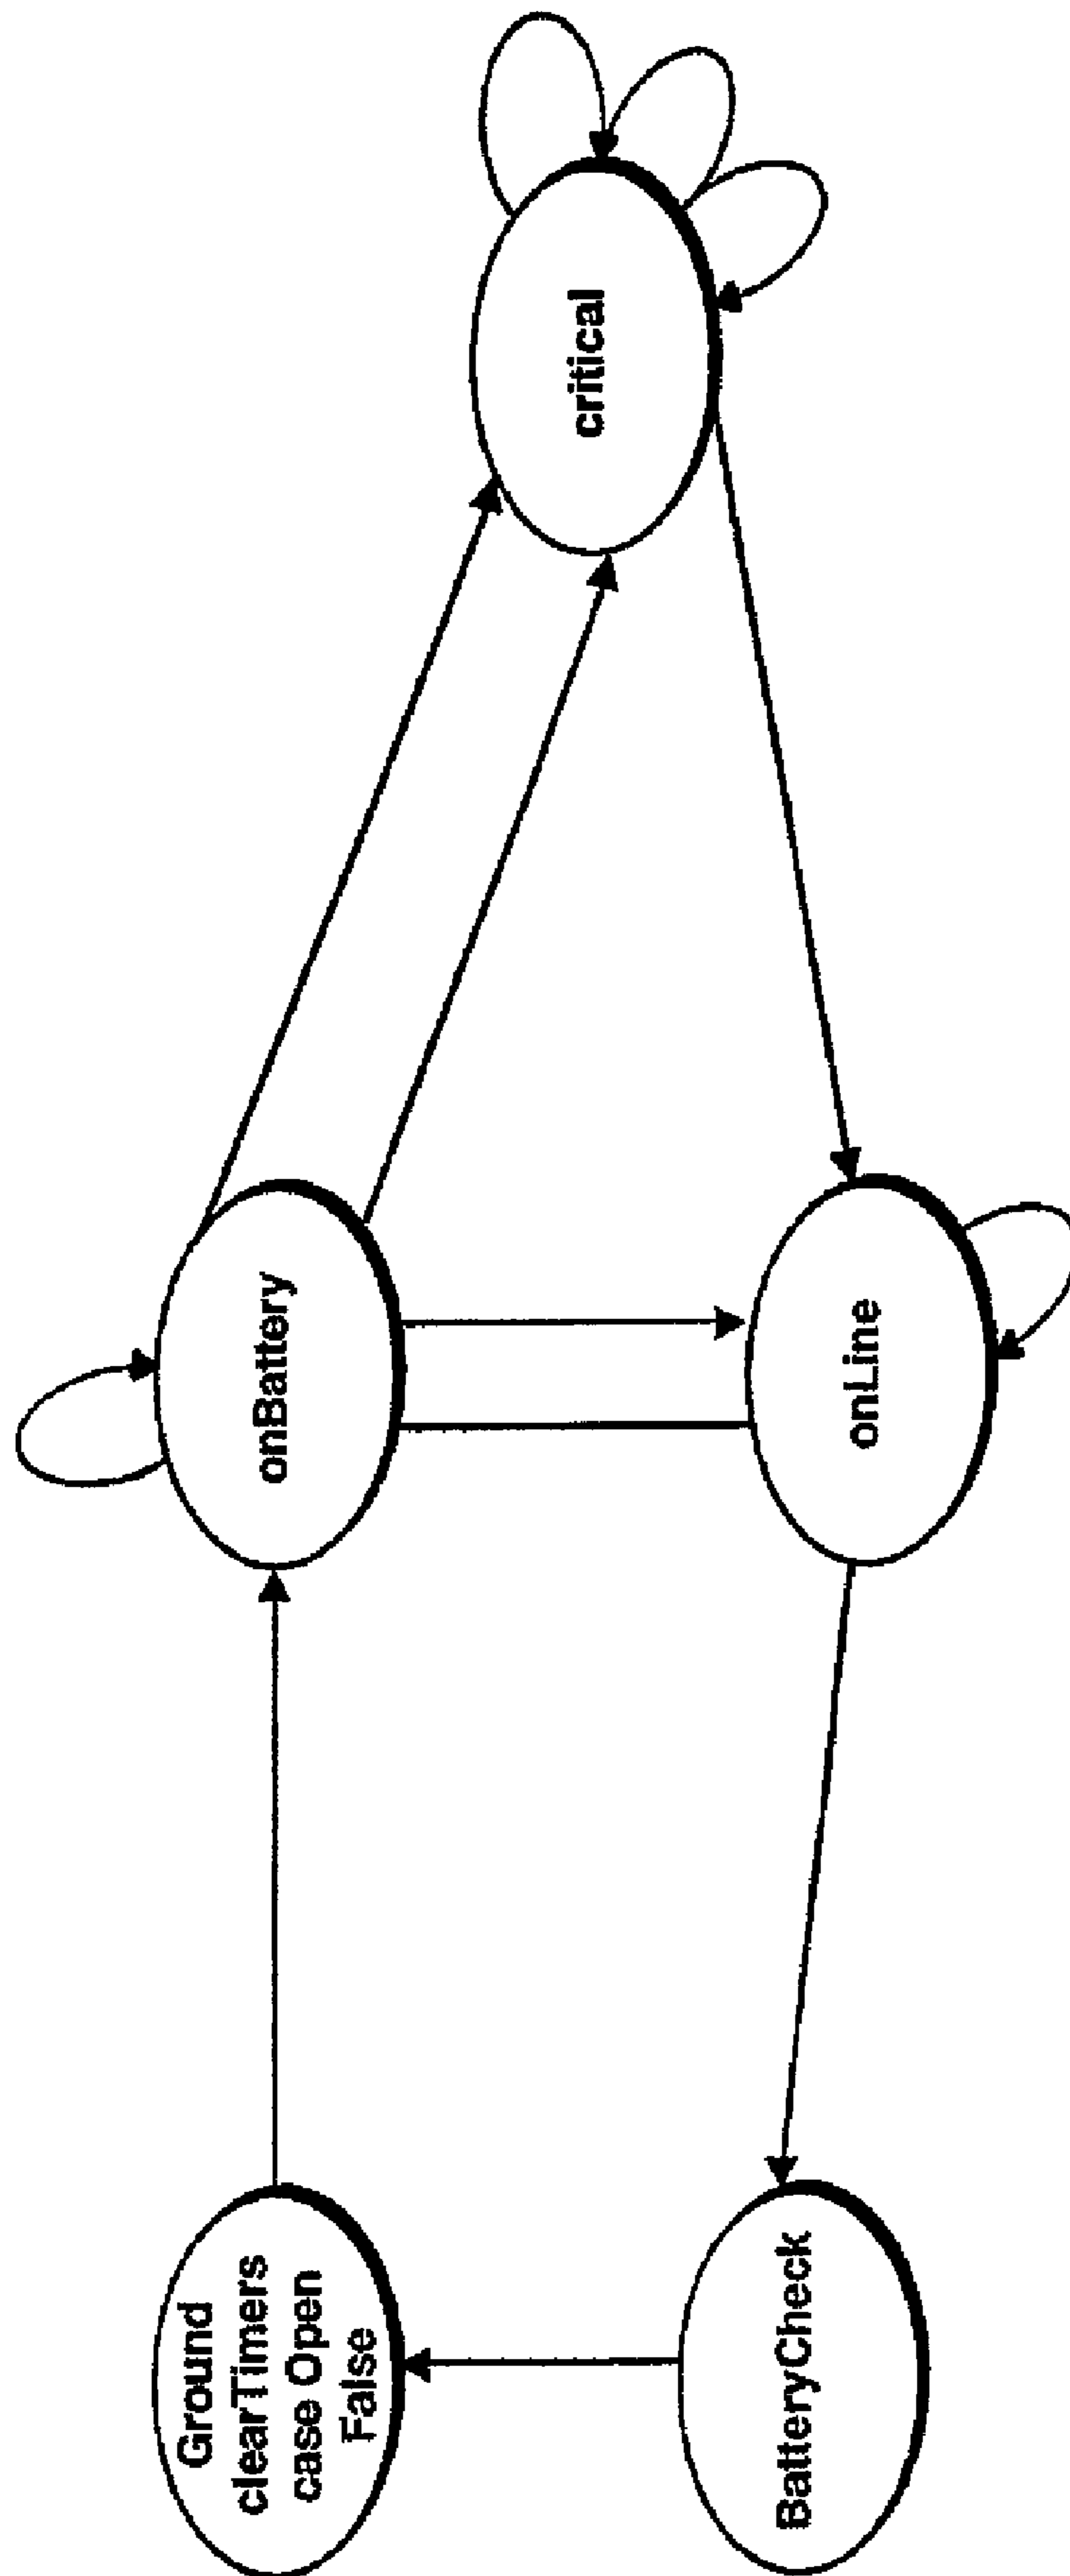 Ground
clearTimers
case Open
False
onBattery
critical
BatteryCheck
onLine